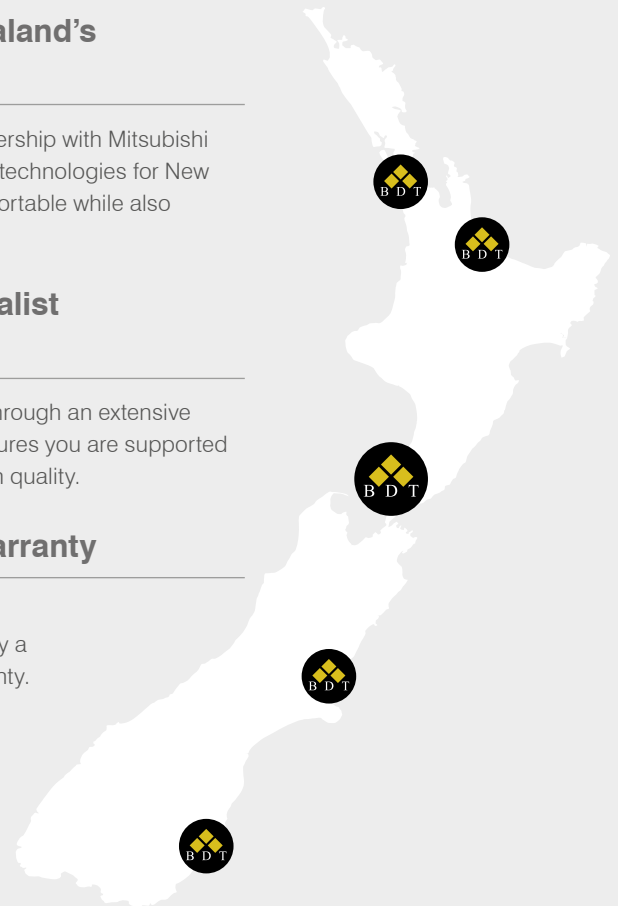 aland’s
ership with Mitsubishi
technologies for New
ortable while also
alist
hrough an extensive
ures you are supported
n quality.
arranty
y a
nty.
B D T
B D T
B D T
B D T
B D T